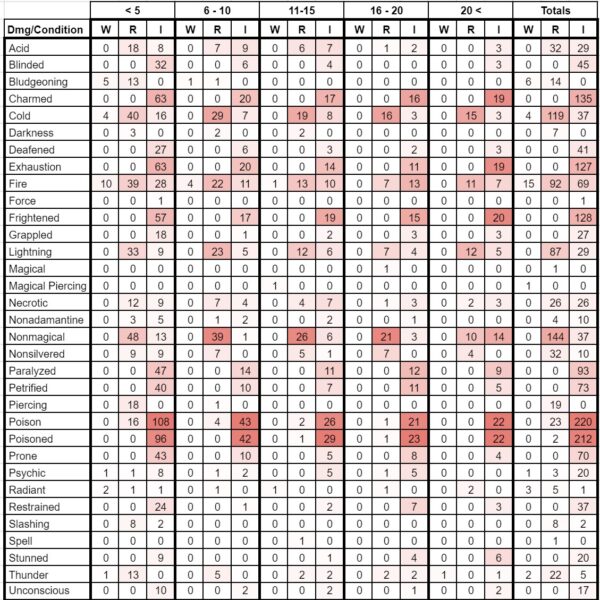 < 5 6 - 10 11-15 16 - 20 20 < Totals
Dmg/Condition W R I W R I W R I W R I W R I W R I
Acid 0 18 8 0 7 9 0 6 7 0 1 2 0 0 3 0 32 29
Blinded 0 0 32 0 0 6 0 0 4 0 0 0 0 0 3 0 0 45
Bludgeoning 5 13 0 1 1 0 0 0 0 0 0 0 0 0 0 6 14 0
Charmed 0 0 63 0 0 20 0 0 17 0 0 16 0 0 19 0 0 135
Cold 4 40 16 0 29 7 0 19 8 0 16 3 0 15 3 4 119 37
Darkness 0 3 0 0 2 0 0 2 0 0 0 0 0 0 0 0 7 0
Deafened 0 0 27 0 0 6 0 0 3 0 0 2 0 0 3 0 0 41
Exhaustion 0 0 63 0 0 20 0 0 14 0 0 11 0 0 19 0 0 127
Fire 10 39 28 4 22 11 1 13 10 0 7 13 0 11 7 15 92 69
Force 0 0 1 0 0 0 0 0 0 0 0 0 0 0 0 0 0 1
Frightened 0 0 57 0 0 17 0 0 19 0 0 15 0 0 20 0 0 128
Grappled 0 0 18 0 0 1 0 0 2 0 0 3 0 0 3 0 0 27
Lightning 0 33 9 0 23 5 0 12 6 0 7 4 0 12 5 0 87 29
Magical 0 0 0 0 0 0 0 0 0 0 1 0 0 0 0 0 1 0
Magical Piercing 0 0 0 0 0 0 1 0 0 0 0 0 0 0 0 1 0 0
Necrotic 0 12 9 0 7 4 0 4 7 0 1 3 0 2 3 0 26 26
Nonadamantine 0 3 5 0 1 2 0 0 2 0 0 1 0 0 0 0 4 10
Nonmagical 0 48 13 0 39 1 0 26 6 0 21 3 0 10 14 0 144 37
Nonsilvered 0 9 9 0 7 0 0 5 1 0 7 0 0 4 0 0 32 10
Paralyzed 0 0 47 0 0 14 0 0 11 0 0 12 0 0 9 0 0 93
Petrified 0 0 40 0 0 10 0 0 7 0 0 11 0 0 5 0 0 73
Piercing 0 18 0 0 1 0 0 0 0 0 0 0 0 0 0 0 19 0
Poison 0 16 108 0 4 43 0 2 26 0 1 21 0 0 22 0 23 220
Poisoned 0 0 96 0 0 42 0 1 29 0 1 23 0 0 22 0 2 212
Prone 0 0 43 0 0 10 0 0 5 0 0 8 0 0 4 0 0 70
Psychic 1 1 8 0 1 2 0 0 5 0 1 5 0 0 0 1 3 20
Radiant 2 1 1 0 1 0 1 0 0 0 1 0 0 2 0 3 5 1
Restrained 0 0 24 0 0 1 0 0 2 0 0 7 0 0 3 0 0 37
Slashing 0 8 2 0 0 0 0 0 0 0 0 0 0 0 0 0 8 2
Spell 0 0 0 0 0 0 0 1 0 0 0 0 0 0 0 0 1 0
Stunned 0 0 9 0 0 0 0 0 1 0 0 4 0 0 6 0 0 20
Thunder 1 13 0 0 5 0 0 2 2 0 2 2 1 0 1 2 22 5
Unconscious 0 0 10 0 0 2 0 0 2 0 0 1 0 0 2 0 0 17